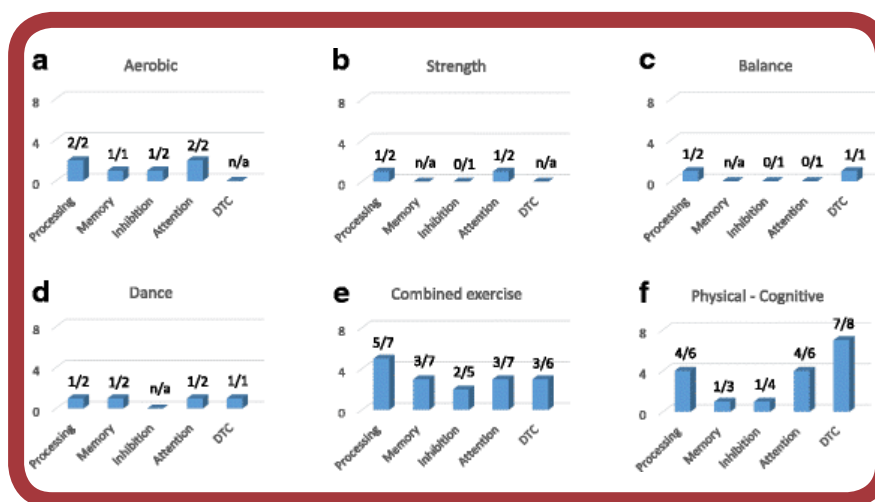 a
Aerobic
8
4
0
2/2
1/1
1/2
2/2
n/a
Processing
Memory
Inhibition
Attention
DTC
b
Strength
8
4
0
1/2
n/a
0/1
1/2
n/a
Processing
Memory
Inhibition
Attention
DTC
c
Balance
8
4
0
1/2
n/a
0/1
0/1
1/1
Processing
Memory
Inhibition
Attention
DTC
d
Dance
8
4
0
1/2
1/2
n/a
1/2
1/1
Processing
Memory
Inhibition
Attention
DTC
e
Combined exercise
8
4
0
5/7
3/7
2/5
3/7
3/6
Processing
Memory
Inhibition
Attention
DTC
f
Physical - Cognitive
8
4
0
4/6
1/3
1/4
4/6
7/8
Processing
Memory
Inhibition
Attention
DTC